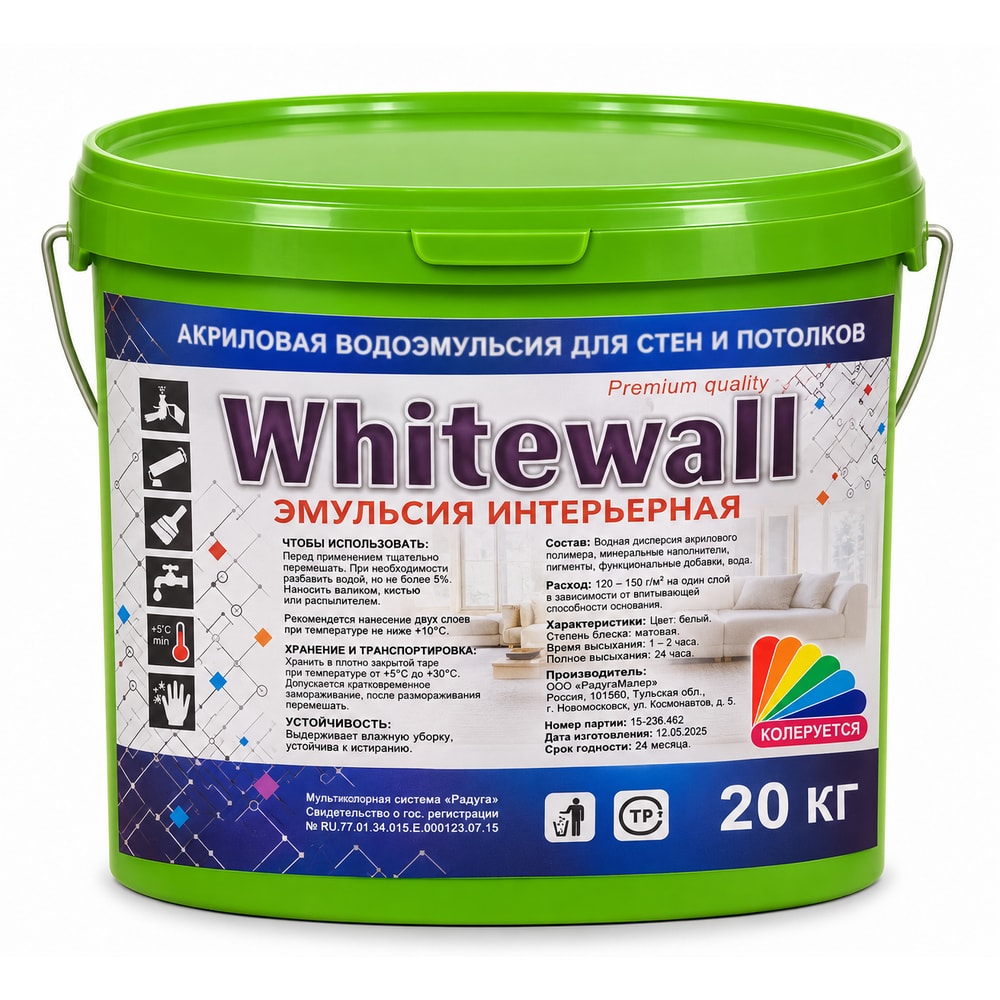 АКРИЛОВАЯ ВОДОЭМУЛЬСИЯ ДЛЯ СТЕН И ПОТОЛКОВ
Premium quality
Whitewall
ЭМУЛЬСИЯ ИНТЕРЬЕРНАЯ
ЧТОБЫ ИСПОЛЬЗОВАТЬ:
Перед применением тщательно
перемешать. При необходимости
разбавить водой, но не более 5%.
Наносить валиком, кистью
или распылителем.
Рекомендется нанесение двух слоев
при температуре не ниже +10°С.
ХРАНЕНИЕ И ТРАНСПОРТИРОВКА:
Хранить в плотно закрытой таре
при температуре от +5°С до +30°С.
Допускается кратковременное
замораживание, после размораживания
перемешать.
УСТОЙЧИВОСТЬ:
Выдерживает влажную уборку,
устойчива к истиранию.
+5°C
min
Состав: Водная дисперсия акрилового
полимера, минеральные наполнители,
пигменты, функциональные добавки, вода.
Расход: 120 – 150 г/м² на один слой
в зависимости от впитывающей
способности основания.
Характеристики: Цвет: белый.
Степень блеска: матовая.
Время высыхания: 1 – 2 часа.
Полное высыхания: 24 часа.
Производитель:
ООО «РадугаМалер»
Россия, 101560, Тульская обл.,
г. Новомосковск, ул. Космонавтов, д. 5.
Номер партии: 15-236.462
Дата изготовления: 12.05.2025
Срок годности: 24 месяца.
КОЛЕРУЕТСЯ
Мультиколорная система «Радуга»
Свидетельство о гос. регистрации
№ RU.77.01.34.015.Е.000123.07.15
ТР
20 КГ